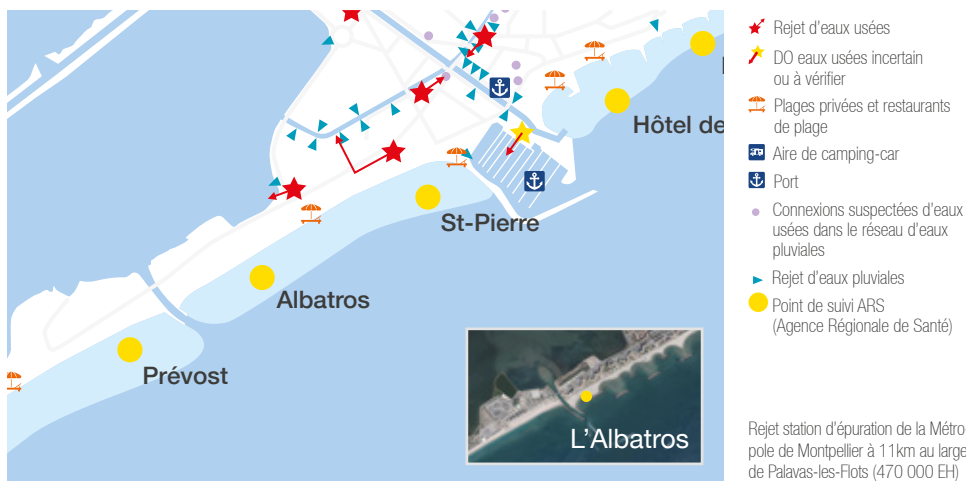 Hôtel de
St-Pierre
Albatros
Prévost
L'Albatros
Rejet d'eaux usées
DO eaux usées incertain
ou à vérifier
Plages privées et restaurants
de plage
Aire de camping-car
Port
Connexions suspectées d'eaux
usées dans le réseau d'eaux
pluviales
Rejet d'eaux pluviales
Point de suivi ARS
(Agence Régionale de Santé)
Rejet station d'épuration de la Métro-
pole de Montpellier à 11km au large
de Palavas-les-Flots (470 000 EH)